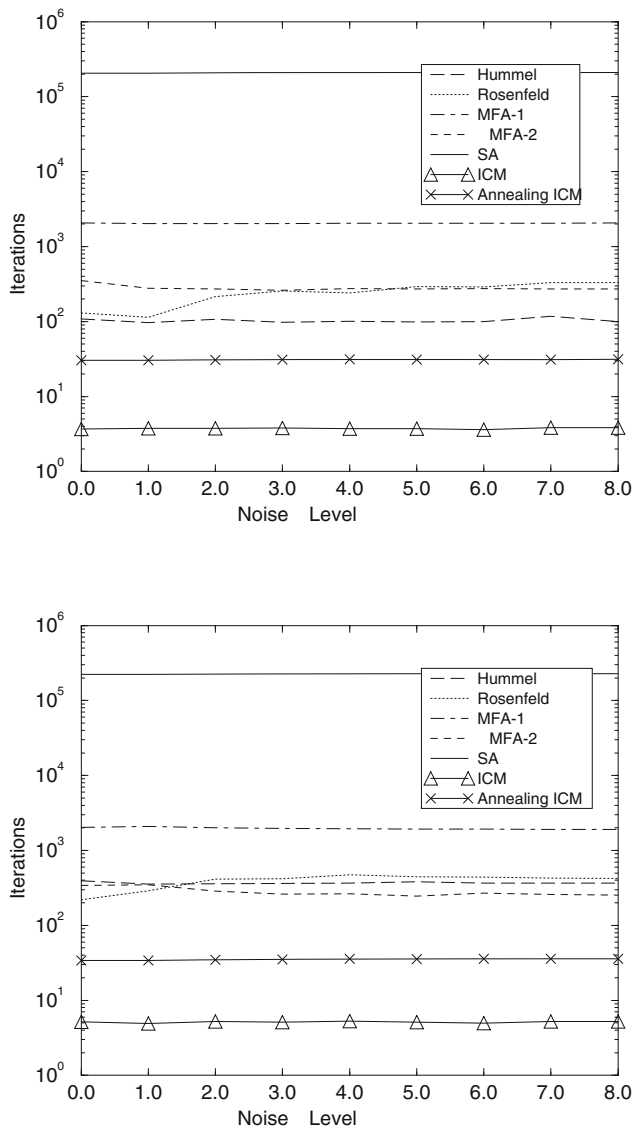 10^6
10^5
10^4
10^3
10^2
10^1
10^0
Iterations
Hummel
Rosenfeld
MFA-1
MFA-2
SA
ICM
Annealing ICM
0.0 1.0 2.0 3.0 4.0 5.0 6.0 7.0 8.0
Noise Level
10^6
10^5
10^4
10^3
10^2
10^1
10^0
Iterations
Hummel
Rosenfeld
MFA-1
MFA-2
SA
ICM
Annealing ICM
0.0 1.0 2.0 3.0 4.0 5.0 6.0 7.0 8.0
Noise Level